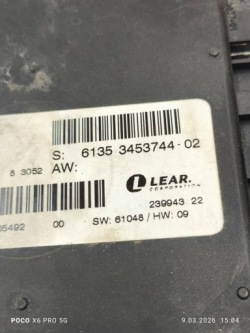 S: 6135 3453744-02
8 3052 AW:
LEAR.
CORPORATION
239943 22
05492 00 SW: 61048 / HW: 09
POCO X6 PRO 5G
9.03.2026 15:04